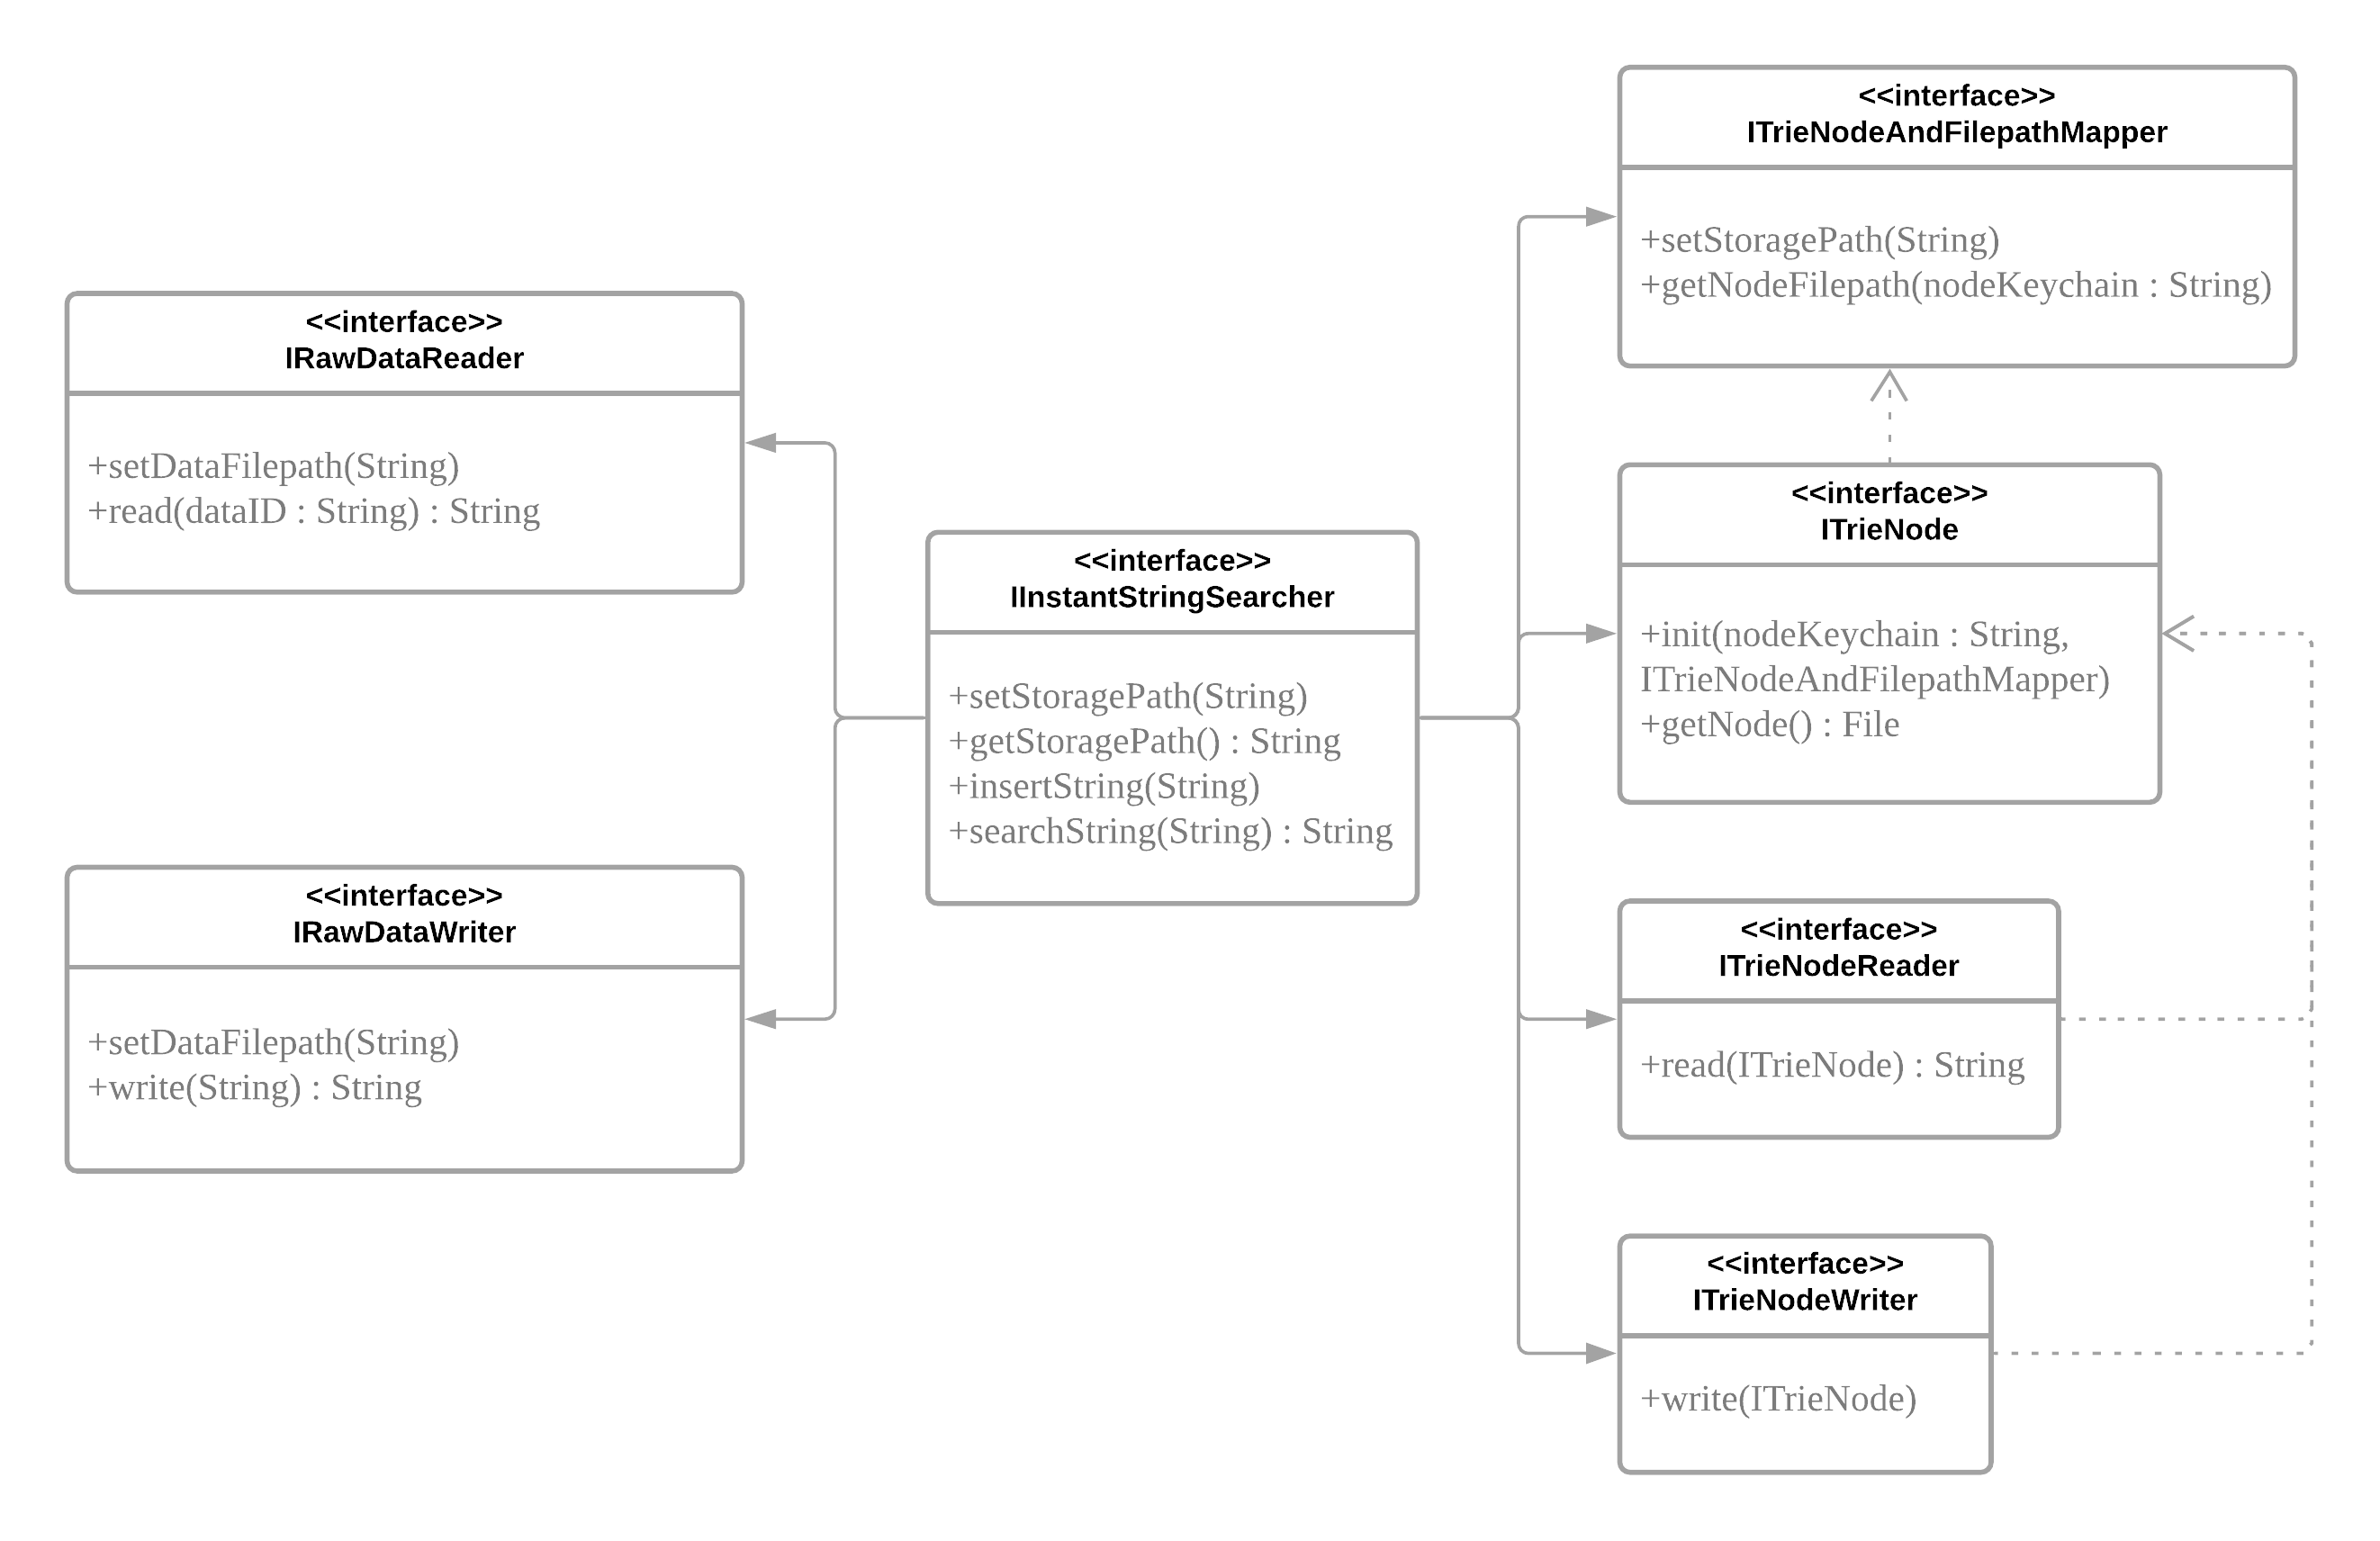 <<interface>>
ITrieNodeAndFilepathMapper
+setStoragePath(String)
+getNodeFilepath(nodeKeychain : String)
<<interface>>
IRawDataReader
+setDataFilepath(String)
+read(dataID : String) : String
<<interface>>
ITrieNode
+init(nodeKeychain : String,
ITrieNodeAndFilepathMapper)
+getNode() : File
<<interface>>
IInstantStringSearcher
+setStoragePath(String)
+getStoragePath() : String
+insertString(String)
+searchString(String) : String
<<interface>>
IRawDataWriter
+setDataFilepath(String)
+write(String) : String
<<interface>>
ITrieNodeReader
+read(ITrieNode) : String
<<interface>>
ITrieNodeWriter
+write(ITrieNode)